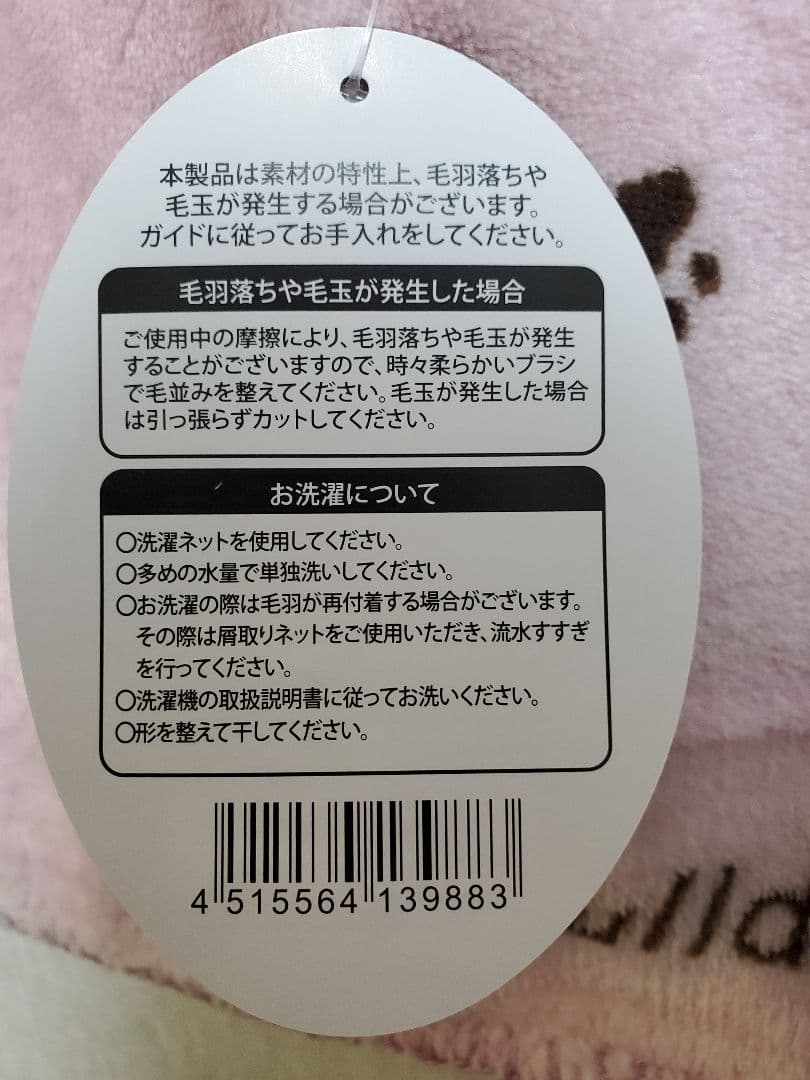 本製品は素材の特性上、毛羽落ちや
毛玉が発生する場合がございます。
ガイドに従ってお手入れをしてください。
毛羽落ちや毛玉が発生した場合
ご使用中の摩擦により、毛羽落ちや毛玉が発生
することがございますので、時々柔らかいブラシ
で毛並みを整えてください。毛玉が発生した場合
は引っ張らずカットしてください。
お洗濯について
〇洗濯ネットを使用してください。
〇多めの水量で単独洗いしてください。
〇お洗濯の際は毛羽が再付着する場合がございます。
その際は屑取りネットをご使用いただき、流水すすぎ
を行ってください。
〇洗濯機の取扱説明書に従ってお洗いください。
〇形を整えて干してください。
4 515564 139883